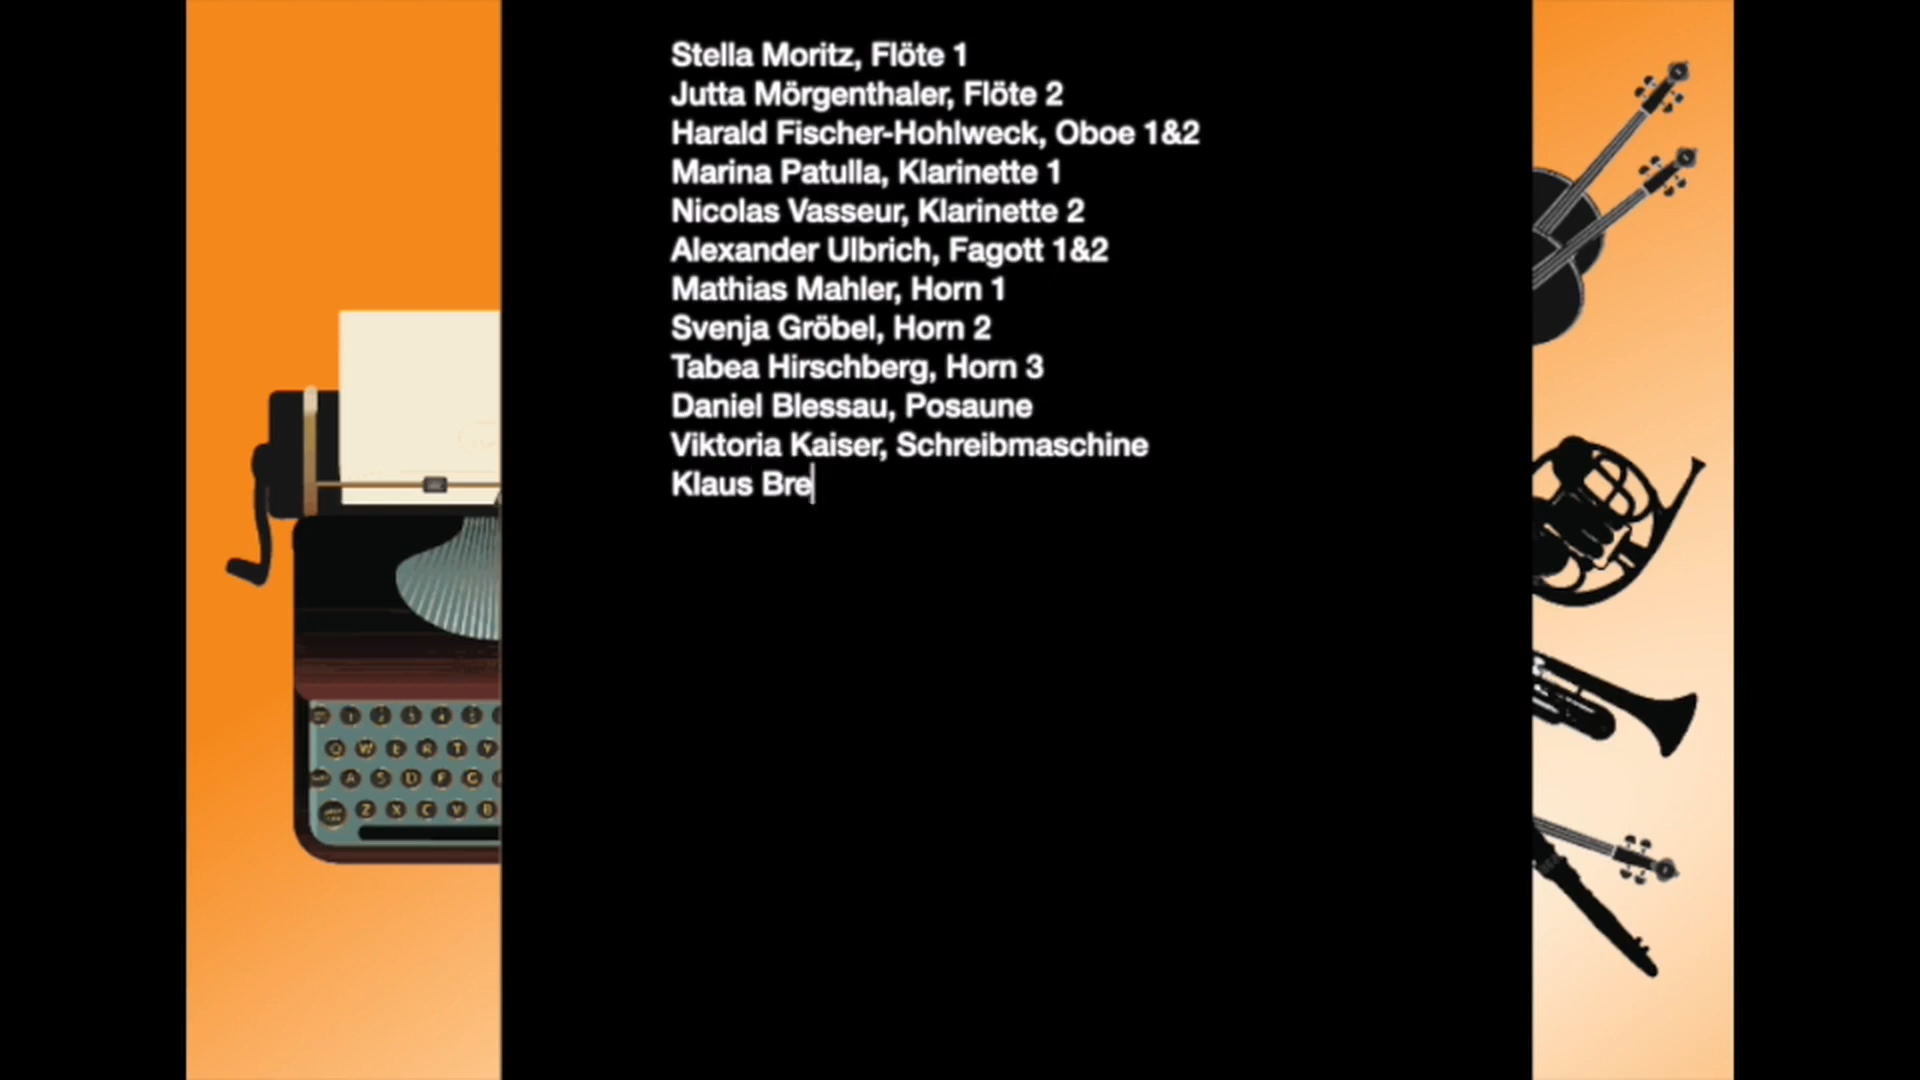 Stella Moritz, Flöte 1
Jutta Mörgenthaler, Flöte 2
Harald Fischer-Hohlweck, Oboe 1&2
Marina Patulla, Klarinette 1
Nicolas Vasseur, Klarinette 2
Alexander Ulbrich, Fagott 1&2
Mathias Mahler, Horn 1
Svenja Gröbel, Horn 2
Tabea Hirschberg, Horn 3
Daniel Blessau, Posaune
Viktoria Kaiser, Schreibmaschine
Klaus Bre
Q W E R T Y
A S D F G
Z X C V B